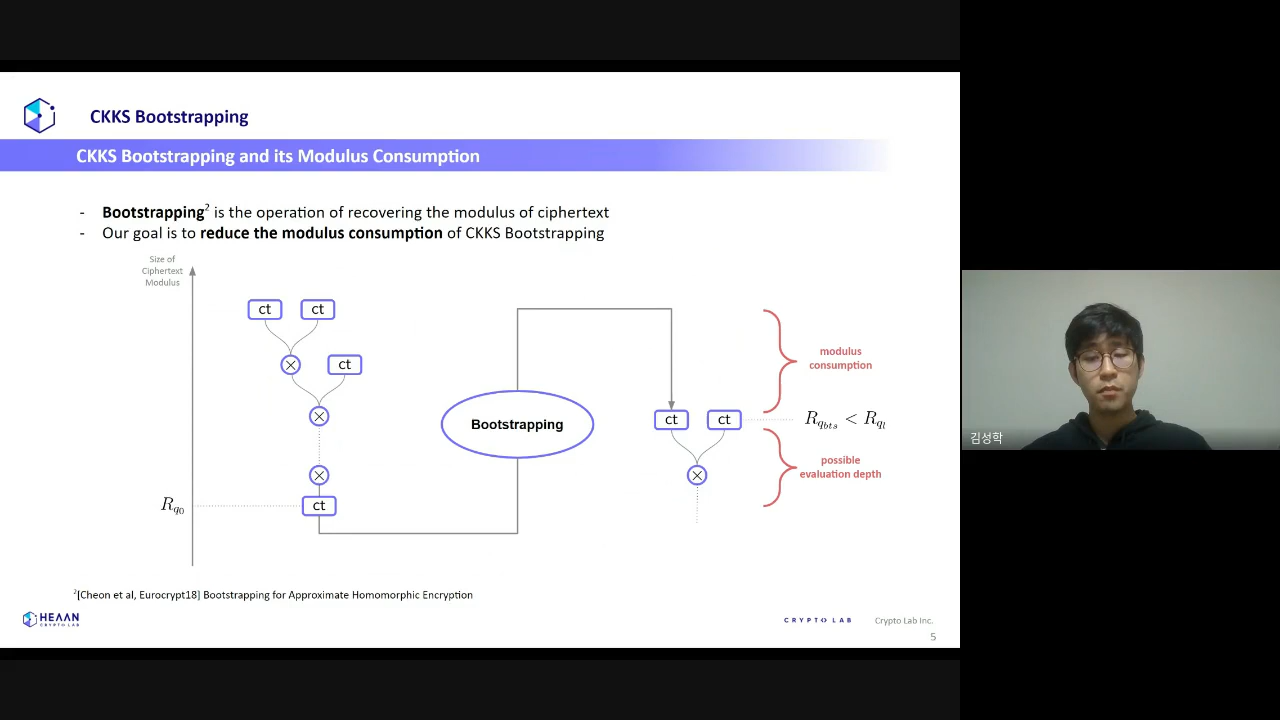 CKKS Bootstrapping
CKKS Bootstrapping and its Modulus Consumption
- Bootstrapping² is the operation of recovering the modulus of ciphertext
- Our goal is to reduce the modulus consumption of CKKS Bootstrapping
Size of
Ciphertext
Modulus
ct ct
ct
R_{q_0}
ct
Bootstrapping
ct ct
modulus
consumption
R_{q_{bts}} < R_{q_l}
possible
evaluation depth
²[Cheon et al, Eurocrypt18] Bootstrapping for Approximate Homomorphic Encryption
HEAAN
CRYPTO LAB
CRYPTO LAB
Crypto Lab Inc.
5
김성학